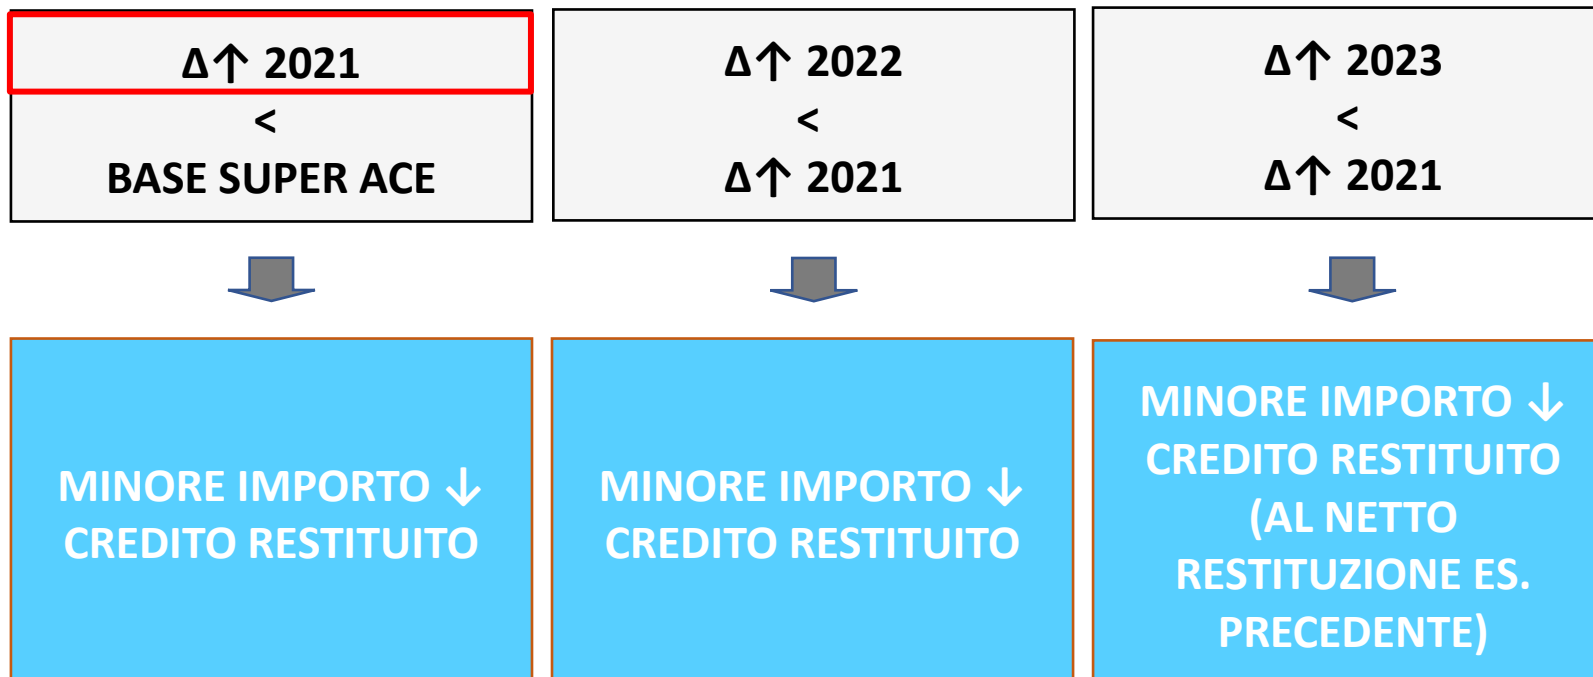 Δ↑ 2021
<
BASE SUPER ACE
Δ↑ 2022
<
Δ↑ 2021
Δ↑ 2023
<
Δ↑ 2021
MINORE IMPORTO ↓
CREDITO RESTITUITO
MINORE IMPORTO ↓
CREDITO RESTITUITO
MINORE IMPORTO ↓
CREDITO RESTITUITO
(AL NETTO
RESTITUZIONE ES.
PRECEDENTE)